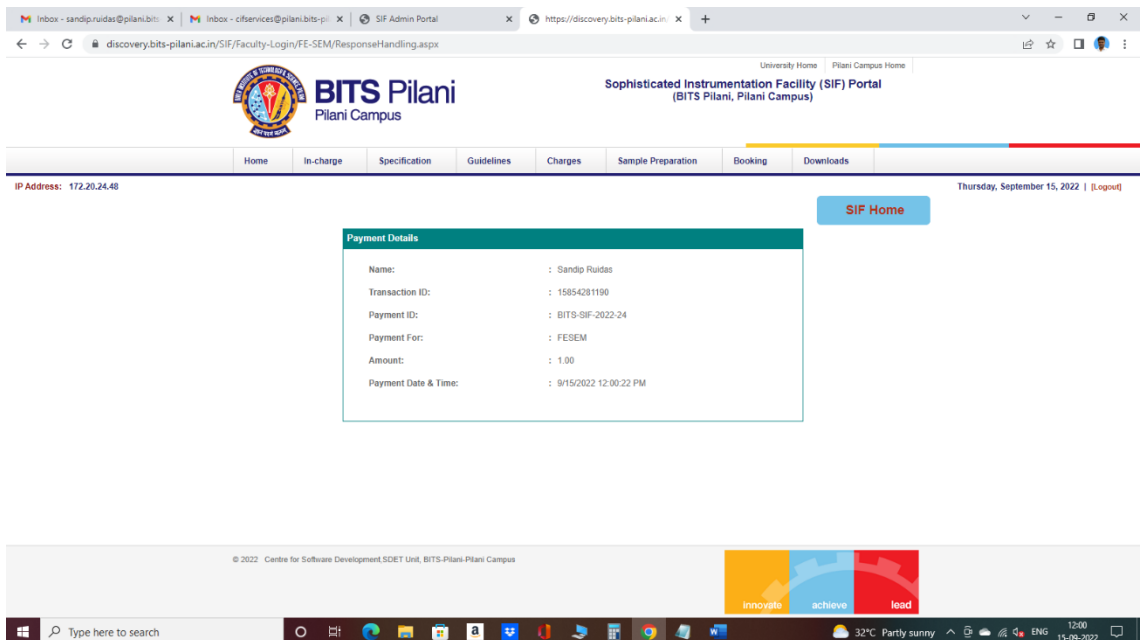 Inbox - sandip.ruidas@pilani.bits
Inbox - cifservices@pilani.bits-pil
SIF Admin Portal
https://discovery.bits-pilani.ac.in/
discovery.bits-pilani.ac.in/SIF/Faculty-Login/FE-SEM/ResponseHandling.aspx
University Home Pilani Campus Home
BITS Pilani
Pilani Campus
Sophisticated Instrumentation Facility (SIF) Portal
(BITS Pilani, Pilani Campus)
Home In-charge Specification Guidelines Charges Sample Preparation Booking Downloads
IP Address: 172.20.24.48
Thursday, September 15, 2022 | [Logout]
SIF Home
Payment Details
Name: : Sandip Ruidas
Transaction ID: : 15854281190
Payment ID: : BITS-SIF-2022-24
Payment For: : FESEM
Amount: : 1.00
Payment Date & Time: : 9/15/2022 12:00:22 PM
© 2022 Centre for Software Development,SDET Unit, BITS-Pilani-Pilani Campus
innovate achieve lead
Type here to search
32°C Partly sunny
ENG
12:00
15-09-2022